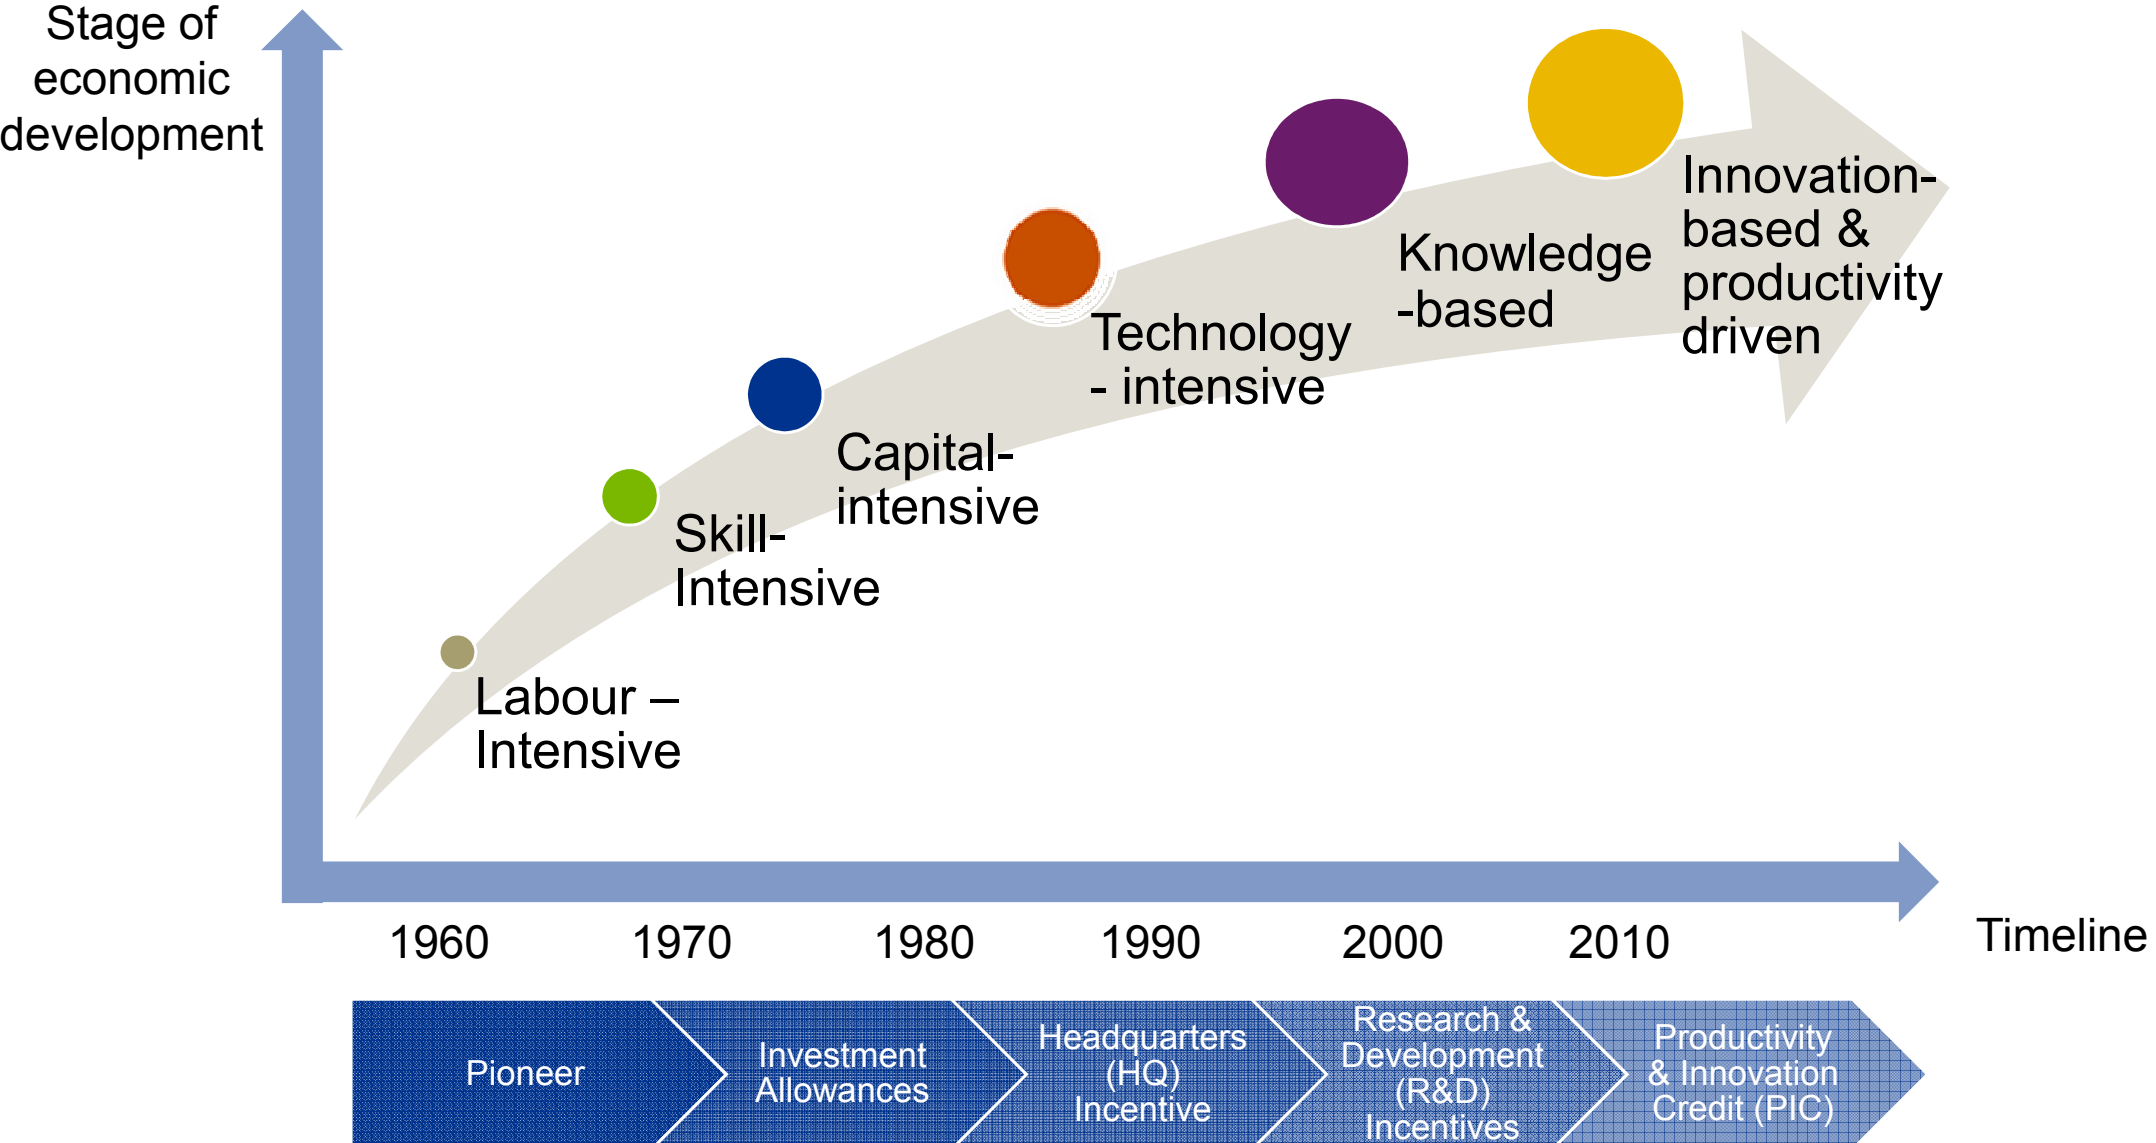 Stage of
economic
development
Innovation-
based &
productivity
driven
Knowledge
-based
Technology
- intensive
Capital-
intensive
Skill-
Intensive
Labour –
Intensive
1960 1970 1980 1990 2000 2010 Timeline
Pioneer
Investment
Allowances
Headquarters
(HQ)
Incentive
Research &
Development
(R&D)
Incentives
Productivity
& Innovation
Credit (PIC)